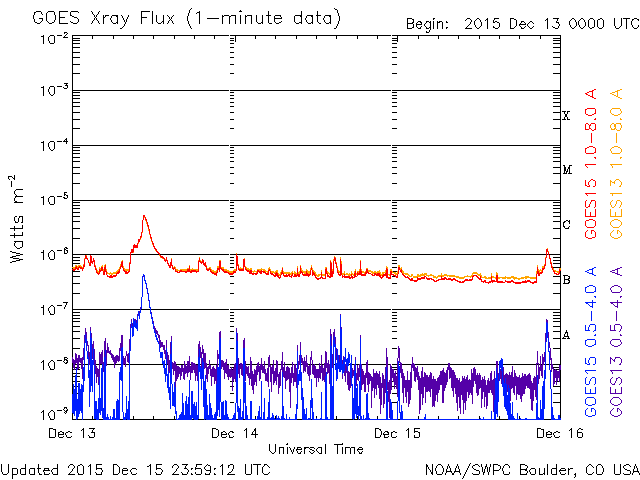 GOES Xray Flux (1-minute data)
Begin: 2015 Dec 13 0000 UTC
Watts m⁻²
10⁻²
10⁻³
10⁻⁴
10⁻⁵
10⁻⁶
10⁻⁷
10⁻⁸
10⁻⁹
X
M
C
B
A
GOES15 1.0-8.0 A
GOES13 1.0-8.0 A
GOES15 0.5-4.0 A
GOES13 0.5-4.0 A
Dec 13 Dec 14 Dec 15 Dec 16
Universal Time
Updated 2015 Dec 15 23:59:12 UTC
NOAA/SWPC Boulder, CO USA